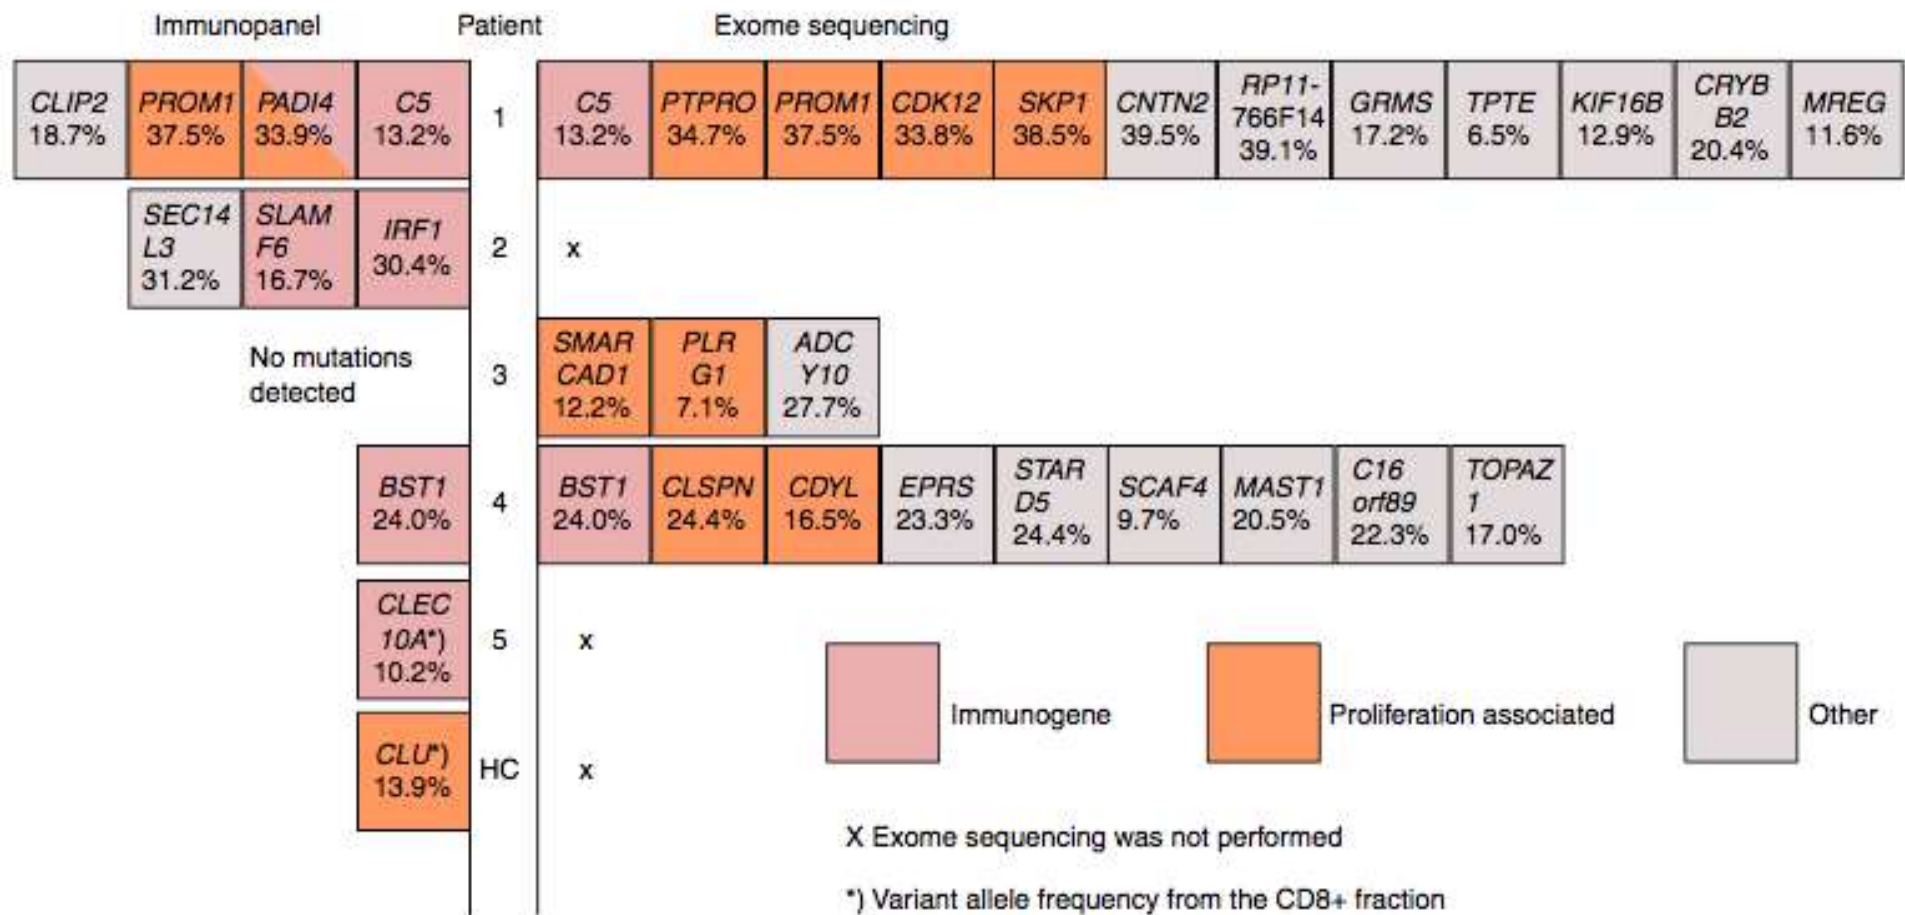 Immunopanel Patient Exome sequencing
CLIP2
18.7%
PROM1
37.5%
PADI4
33.9%
C5
13.2%
1
C5
13.2%
PTPRO
34.7%
PROM1
37.5%
CDK12
33.8%
SKP1
38.5%
CNTN2
39.5%
RP11-
766F14
39.1%
GRMS
17.2%
TPTE
6.5%
KIF16B
12.9%
CRYB
B2
20.4%
MREG
11.6%
SEC14
L3
31.2%
SLAM
F6
16.7%
IRF1
30.4%
2
x
No mutations
detected
3
SMAR
CAD1
12.2%
PLR
G1
7.1%
ADC
Y10
27.7%
BST1
24.0%
4
BST1
24.0%
CLSPN
24.4%
CDYL
16.5%
EPRS
23.3%
STAR
D5
24.4%
SCAF4
9.7%
MAST1
20.5%
C16
orf89
22.3%
TOPAZ
1
17.0%
CLEC
10A*)
10.2%
5
x
CLU*)
13.9%
HC
x
Immunogene
Proliferation associated
Other
X Exome sequencing was not performed
*) Variant allele frequency from the CD8+ fraction